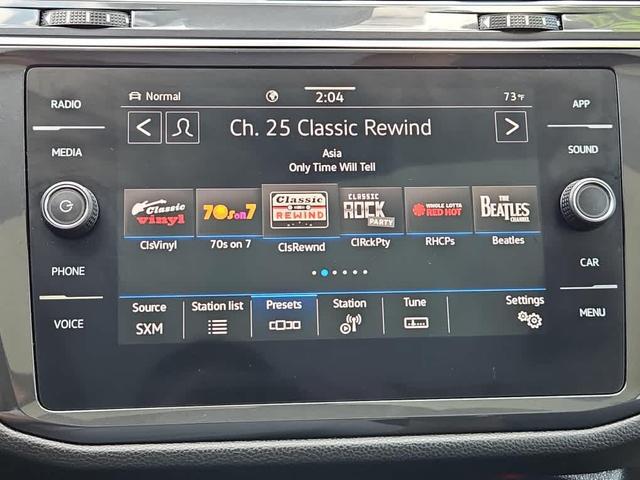 RADIO
MEDIA
PHONE
VOICE
Normal
2:04
73°F
Ch. 25 Classic Rewind
Asia
Only Time Will Tell
Classic vinyl
70s on 7
Classic REWIND
CLASSIC ROCK PARTY
WHOLE LOTTA RED HOT
THE BEATLES CHANNEL
ClsVinyl
70s on 7
ClsRewnd
ClRckPty
RHCPs
Beatles
Source
SXM
Station list
Presets
Station
Tune
Settings
APP
SOUND
CAR
MENU